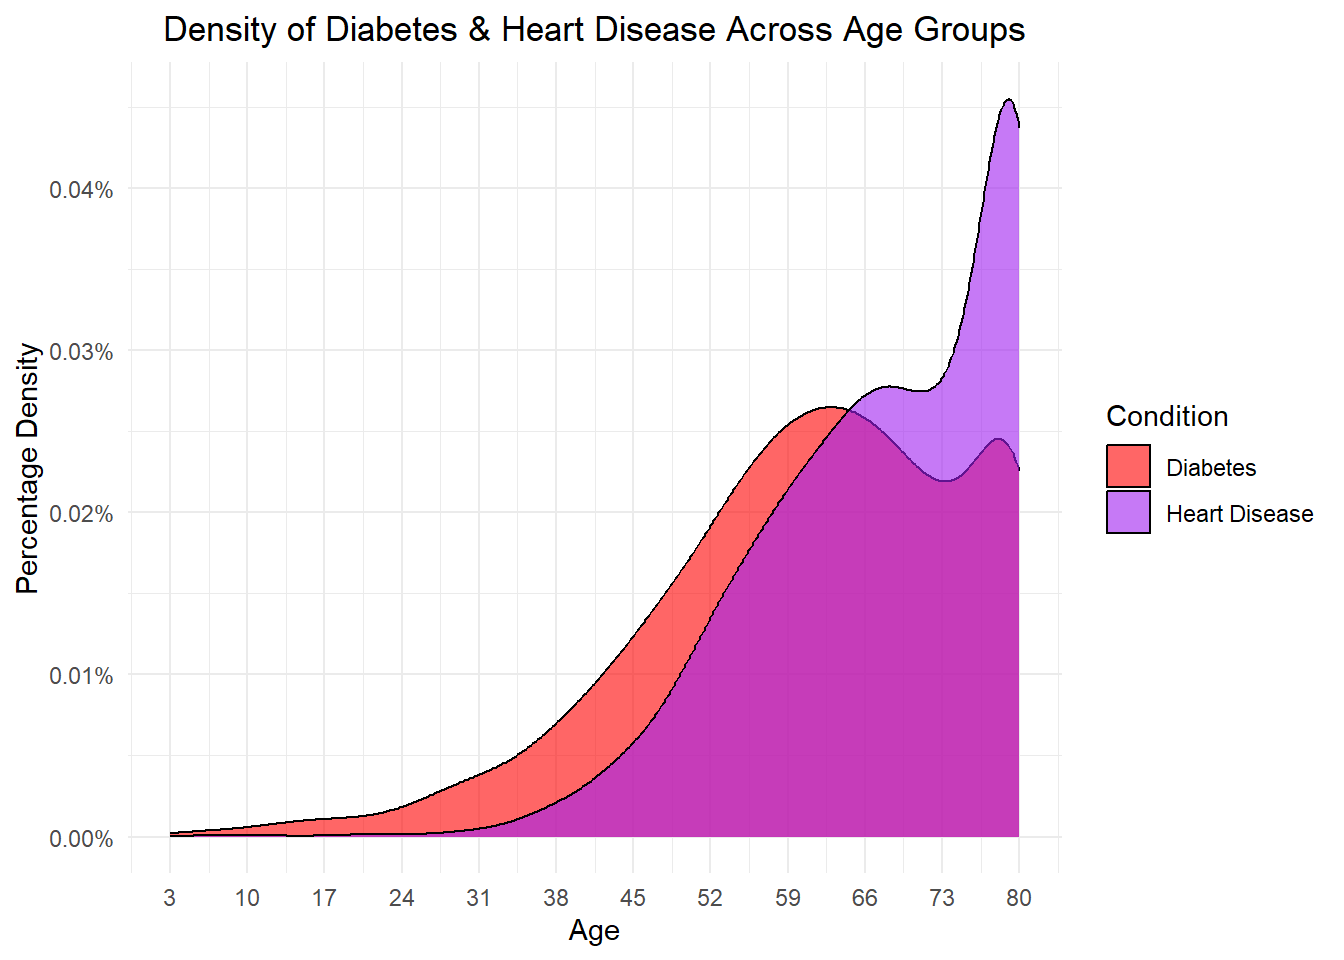 Density of Diabetes & Heart Disease Across Age Groups
Percentage Density
0.04%
0.03%
0.02%
0.01%
0.00%
3 10 17 24 31 38 45 52 59 66 73 80
Age
Condition
Diabetes
Heart Disease